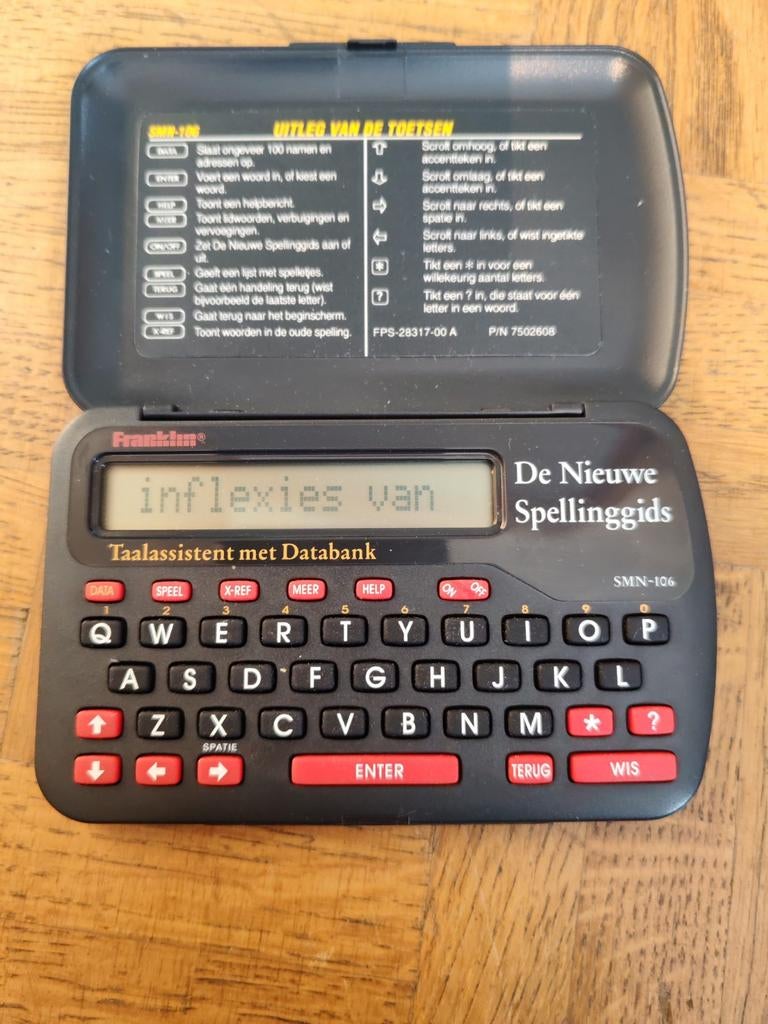 SMN-106 UITLEG VAN DE TOETSEN
DATA Slaat ongeveer 100 namen en
adressen op.
ENTER Voert een woord in, of kiest een
woord.
HELP Toont een helpbericht.
MEER Toont lidwoorden, verbuigingen en
vervoegingen.
ON/OFF Zet De Nieuwe Spellinggids aan of
uit.
SPEEL Geeft een lijst met spelletjes.
TERUG Gaat één handeling terug (wist
bijvoorbeeld de laatste letter).
WIS Gaat terug naar het beginscherm.
X-REF Toont woorden in de oude spelling.
⇧ Scroll omhoog, of tikt een
accentteken in.
⇩ Scroll omlaag, of tikt een
accentteken in.
⇨ Scroll naar rechts, of tikt een
spatie in.
⇦ Scroll naar links, of wist ingetikte
letters.
* Tikt een * in voor een
willekeurig aantal letters.
? Tikt een ? in, die staat voor één
letter in een woord.
FPS-28317-00 A P/N 7502608
Franklin®
inflexies van
De Nieuwe
Spellinggids
Taalassistent met Databank
SMN-106
DATA SPEEL X-REF MEER HELP ON OFF
1 2 3 4 5 6 7 8 9 0
Q W E R T Y U I O P
A S D F G H J K L
↑ Z X C V B N M * ?
SPATIE
↓ ← → ENTER TERUG WIS